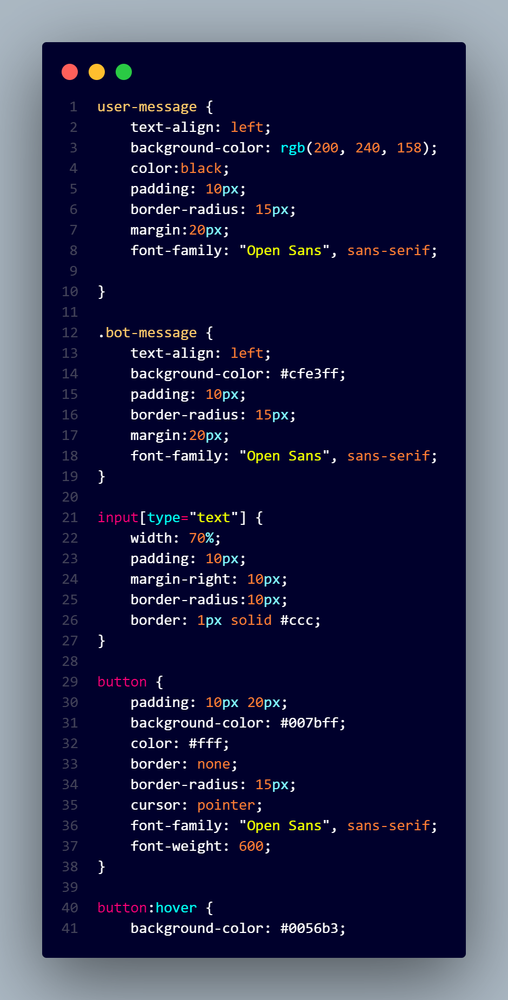 1 user-message {
2     text-align: left;
3     background-color: rgb(200, 240, 158);
4     color:black;
5     padding: 10px;
6     border-radius: 15px;
7     margin:20px;
8     font-family: "Open Sans", sans-serif;
9
10 }
11
12 .bot-message {
13     text-align: left;
14     background-color: #cfe3ff;
15     padding: 10px;
16     border-radius: 15px;
17     margin:20px;
18     font-family: "Open Sans", sans-serif;
19 }
20
21 input[type="text"] {
22     width: 70%;
23     padding: 10px;
24     margin-right: 10px;
25     border-radius:10px;
26     border: 1px solid #ccc;
27 }
28
29 button {
30     padding: 10px 20px;
31     background-color: #007bff;
32     color: #fff;
33     border: none;
34     border-radius: 15px;
35     cursor: pointer;
36     font-family: "Open Sans", sans-serif;
37     font-weight: 600;
38 }
39
40 button:hover {
41     background-color: #0056b3;